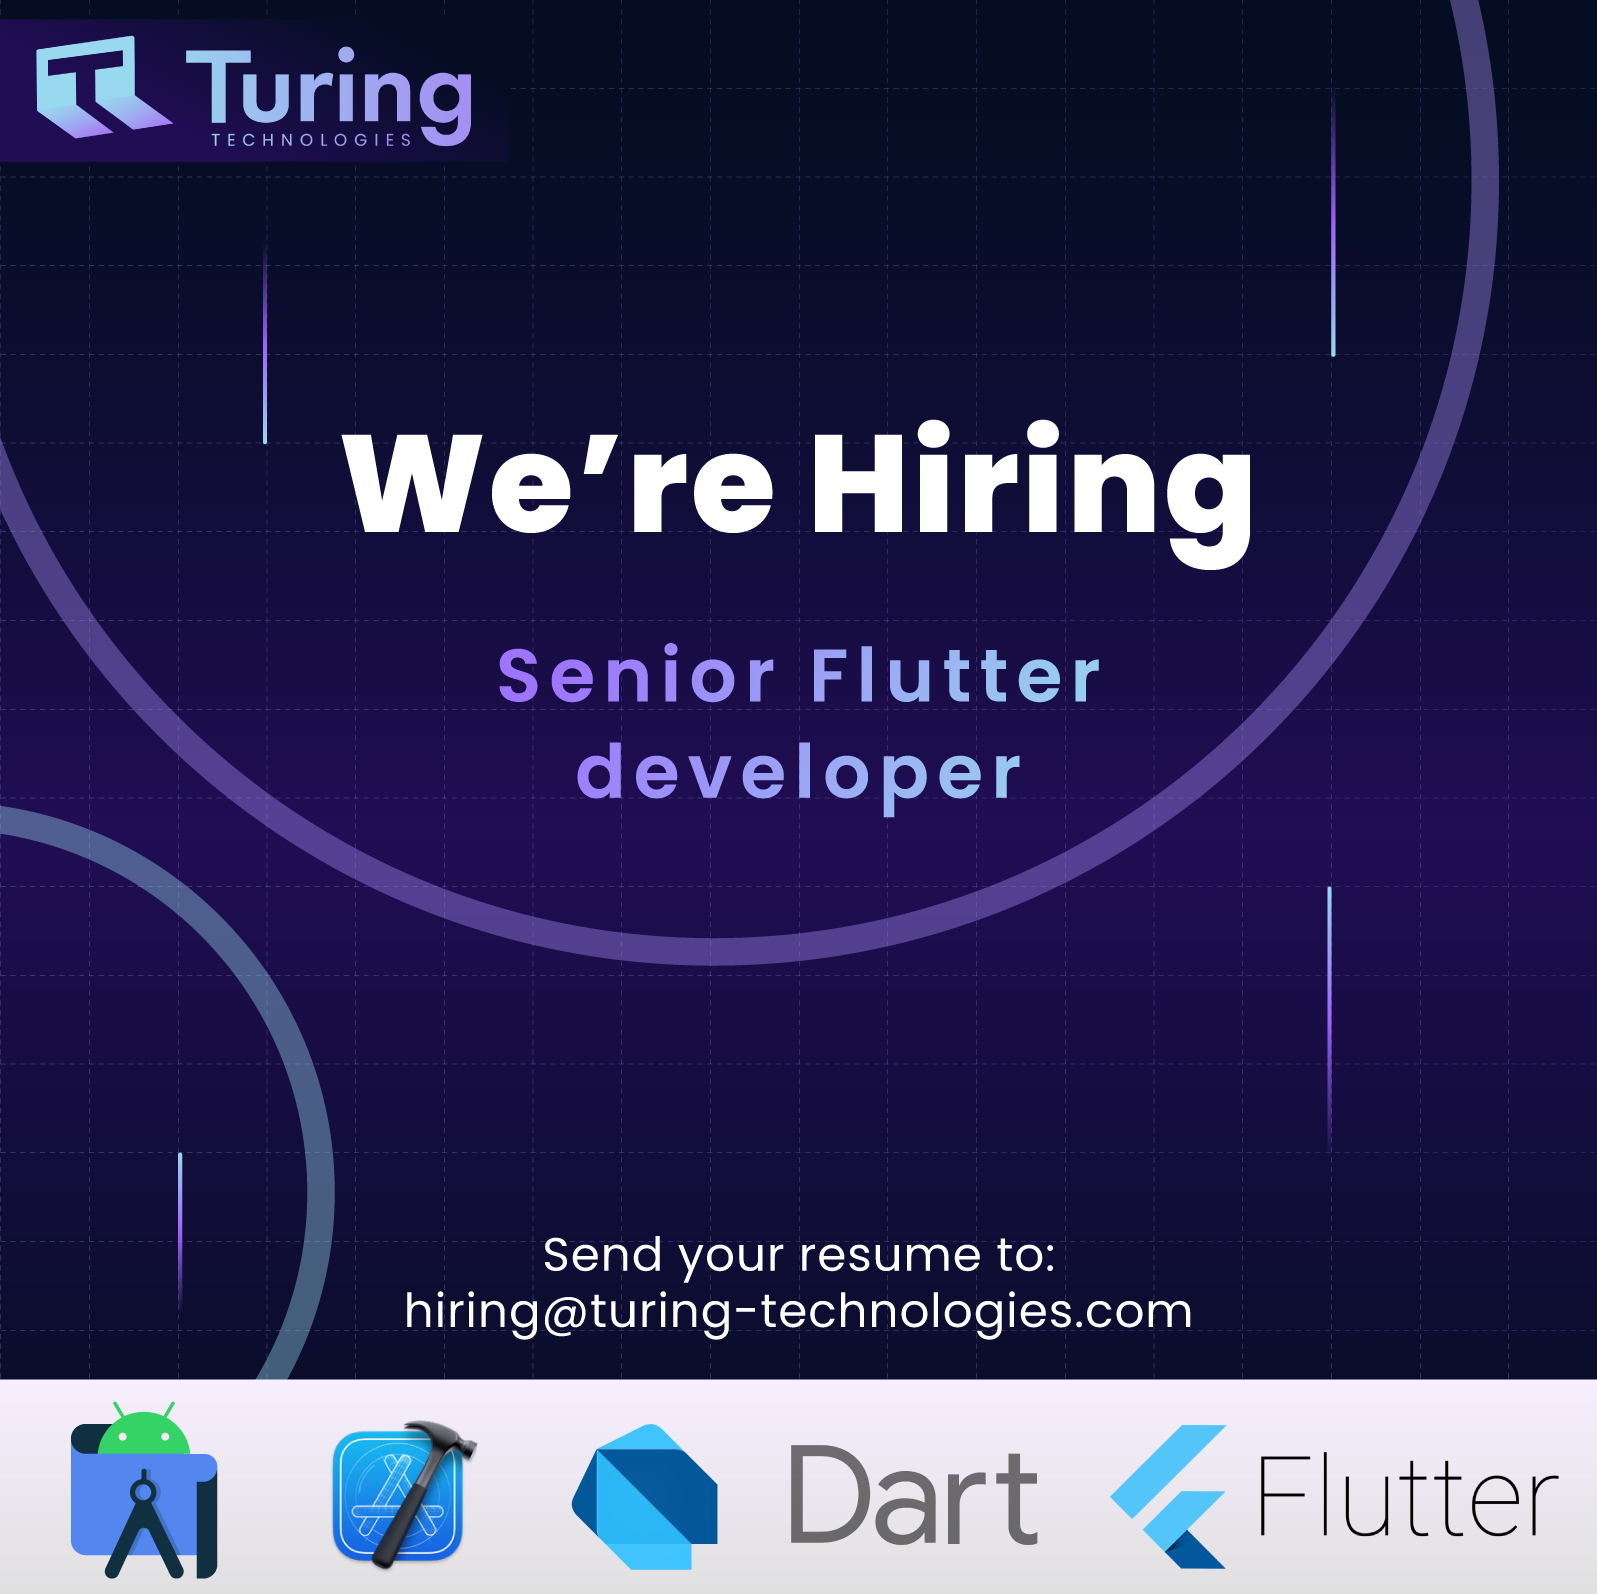 Turing
TECHNOLOGIES
We’re Hiring
Senior Flutter
developer
Send your resume to:
hiring@turing-technologies.com
Dart
Flutter